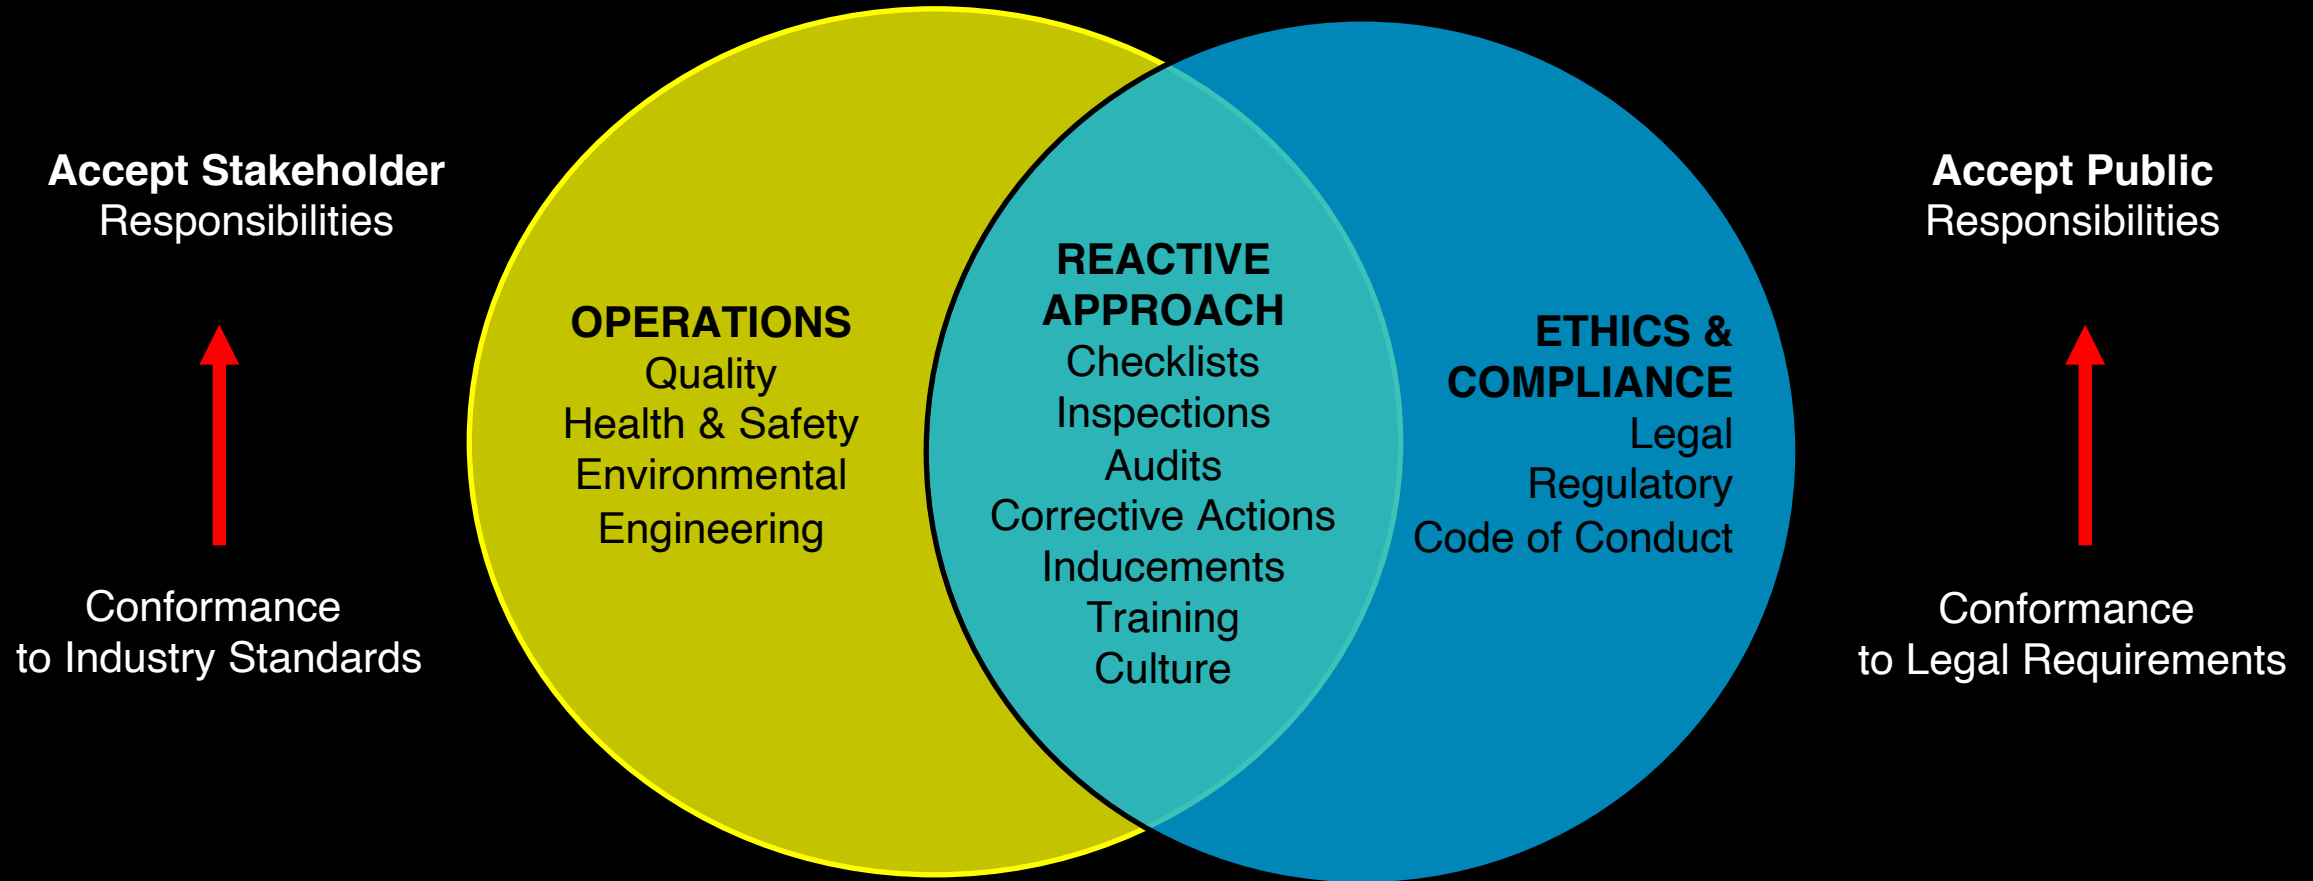 Accept Stakeholder
Responsibilities
Conformance
to Industry Standards
OPERATIONS
Quality
Health & Safety
Environmental
Engineering
REACTIVE
APPROACH
Checklists
Inspections
Audits
Corrective Actions
Inducements
Training
Culture
ETHICS &
COMPLIANCE
Legal
Regulatory
Code of Conduct
Accept Public
Responsibilities
Conformance
to Legal Requirements